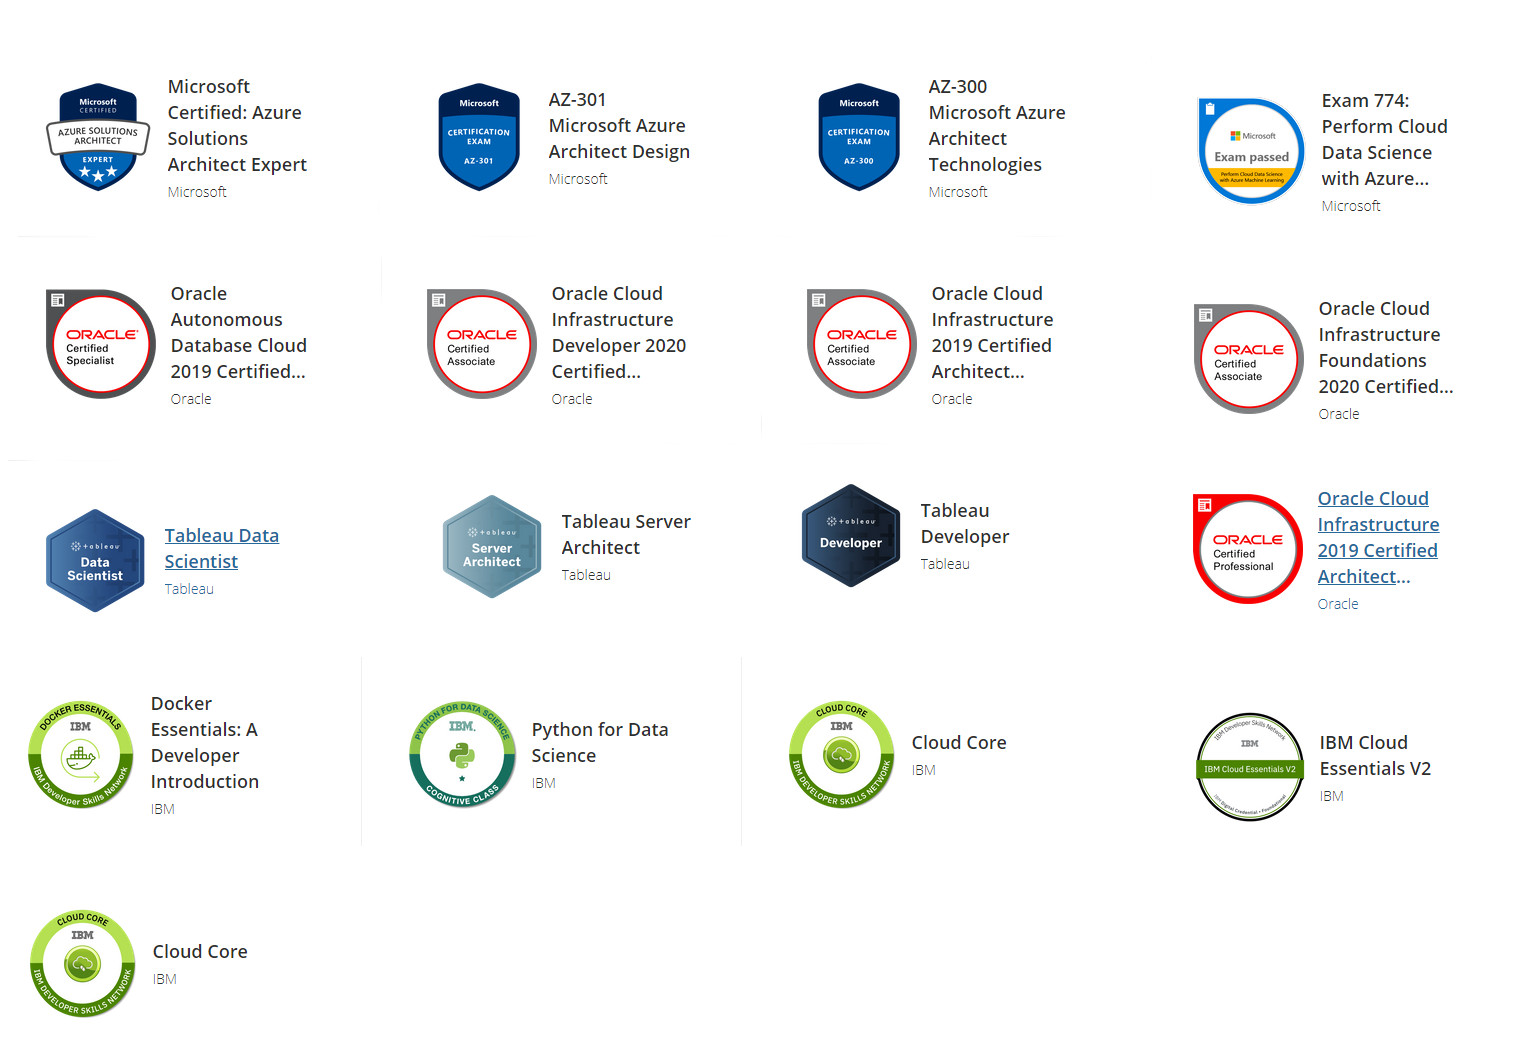 Microsoft
CERTIFIED
AZURE SOLUTIONS
ARCHITECT
EXPERT
Microsoft
Certified: Azure
Solutions
Architect Expert
Microsoft
Microsoft
CERTIFICATION
EXAM
AZ-301
AZ-301
Microsoft Azure
Architect Design
Microsoft
Microsoft
CERTIFICATION
EXAM
AZ-300
AZ-300
Microsoft Azure
Architect
Technologies
Microsoft
Microsoft
Exam passed
Perform Cloud Data Science
with Azure Machine Learning
Exam 774:
Perform Cloud
Data Science
with Azure...
Microsoft
ORACLE
Certified
Specialist
Oracle
Autonomous
Database Cloud
2019 Certified...
Oracle
ORACLE
Certified
Associate
Oracle Cloud
Infrastructure
Developer 2020
Certified...
Oracle
ORACLE
Certified
Associate
Oracle Cloud
Infrastructure
2019 Certified
Architect...
Oracle
ORACLE
Certified
Associate
Oracle Cloud
Infrastructure
Foundations
2020 Certified...
Oracle
+ableau
Data
Scientist
Tableau Data
Scientist
Tableau
+ableau
Server
Architect
Tableau Server
Architect
Tableau
+ableau
Developer
Tableau
Developer
Tableau
ORACLE
Certified
Professional
Oracle Cloud
Infrastructure
2019 Certified
Architect...
Oracle
DOCKER ESSENTIALS
IBM
IBM Developer Skills Network
Docker
Essentials: A
Developer
Introduction
IBM
PYTHON FOR DATA SCIENCE
IBM.
COGNITIVE CLASS
Python for Data
Science
IBM
CLOUD CORE
IBM
IBM DEVELOPER SKILLS NETWORK
Cloud Core
IBM
IBM Developer Skills Network
IBM
IBM Cloud Essentials V2
Digital Credential • Foundational
IBM Cloud
Essentials V2
IBM
CLOUD CORE
IBM
IBM DEVELOPER SKILLS NETWORK
Cloud Core
IBM